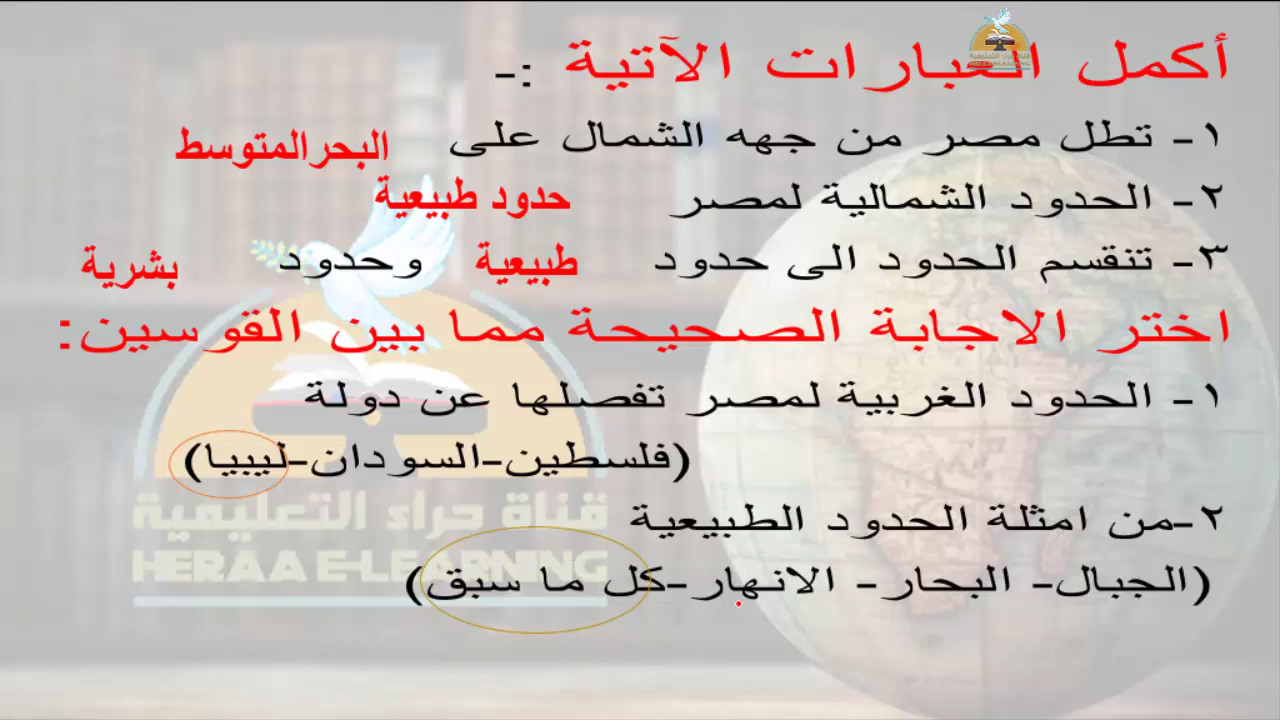 أكمل العبارات الآتية :-
١- تطل مصر من جهه الشمال على البحرالمتوسط
٢- الحدود الشمالية لمصر حدود طبيعية
٣- تنقسم الحدود الى حدود طبيعية وحدود بشرية
اختر الاجابة الصحيحة مما بين القوسين:
١- الحدود الغربية لمصر تفصلها عن دولة
(فلسطين-السودان-ليبيا)
٢-من امثلة الحدود الطبيعية
(الجبال- البحار- الانهار-كل ما سبق)
قناة حراء التعليمية
HERAA E-LEARNING